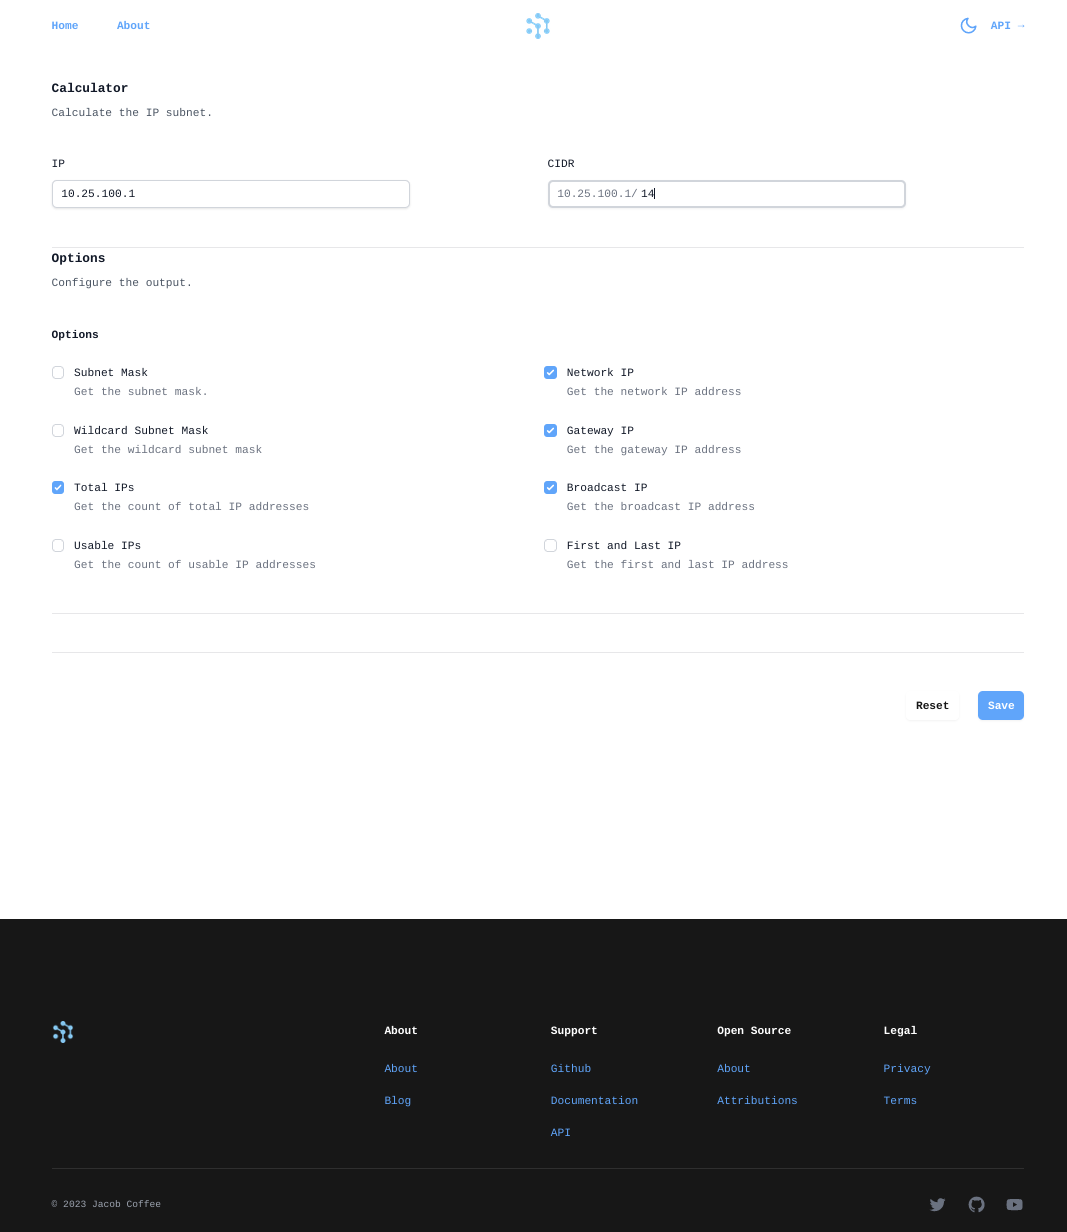 Home About API →
Calculator
Calculate the IP subnet.
IP CIDR
10.25.100.1 10.25.100.1/ 14
Options
Configure the output.
Options
Subnet Mask Network IP
Get the subnet mask. Get the network IP address
Wildcard Subnet Mask Gateway IP
Get the wildcard subnet mask Get the gateway IP address
Total IPs Broadcast IP
Get the count of total IP addresses Get the broadcast IP address
Usable IPs First and Last IP
Get the count of usable IP addresses Get the first and last IP address
Reset Save
About Support Open Source Legal
About Github About Privacy
Blog Documentation Attributions Terms
API
© 2023 Jacob Coffee